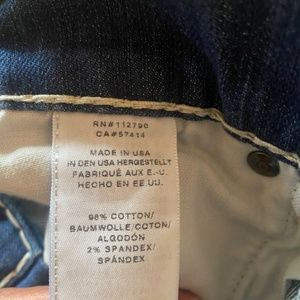 RN#112790
CA#57414
MADE IN USA
IN DEN USA HERGESTELLT
FABRIQUÉ AUX E.-U.
HECHO EN EE.UU.
98% COTTON/
BAUMWOLLE/COTON/
ALGODÓN
2% SPANDEX/
SPÁNDEX